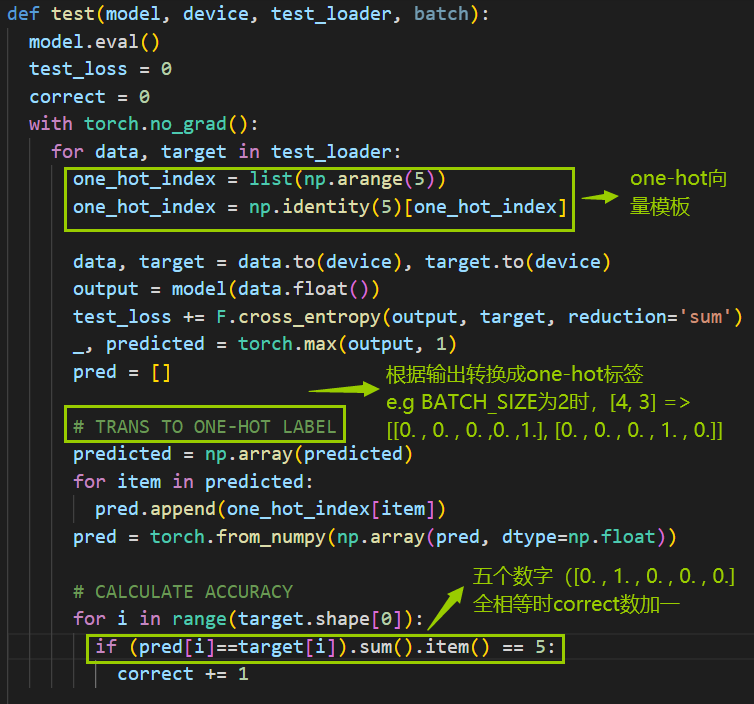 def test(model, device, test_loader, batch):
model.eval()
test_loss = 0
correct = 0
with torch.no_grad():
for data, target in test_loader:
one_hot_index = list(np.arange(5))
one_hot_index = np.identity(5)[one_hot_index]
one-hot向
量模板
data, target = data.to(device), target.to(device)
output = model(data.float())
test_loss += F.cross_entropy(output, target, reduction='sum')
_, predicted = torch.max(output, 1)
pred = []
根据输出转换成one-hot标签
e.g BATCH_SIZE为2时，[4, 3] =>
[[0. , 0. , 0. ,0. ,1.], [0. , 0. , 0. , 1. , 0.]]
# TRANS TO ONE-HOT LABEL
predicted = np.array(predicted)
for item in predicted:
pred.append(one_hot_index[item])
pred = torch.from_numpy(np.array(pred, dtype=np.float))
五个数字（[0. , 1. , 0. , 0. , 0.]
全相等时correct数加一
# CALCULATE ACCURACY
for i in range(target.shape[0]):
if (pred[i]==target[i]).sum().item() == 5:
correct += 1